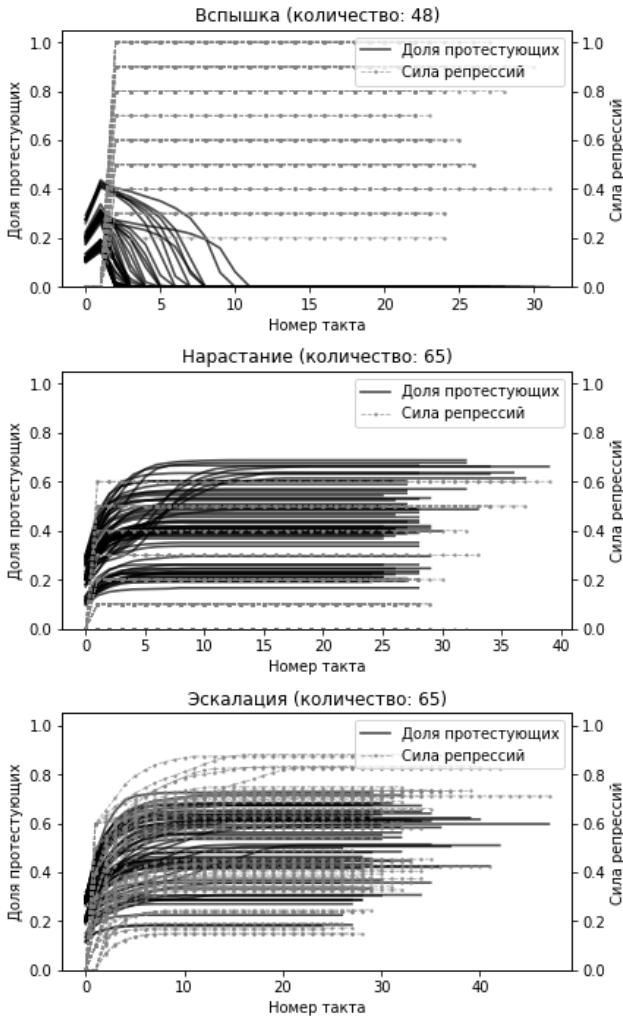 Вспышка (количество: 48)
1.0
0.8
0.6
0.4
0.2
0.0
Доля протестующих
Доля протестующих
Сила репрессий
1.0
0.8
0.6
0.4
0.2
0.0
Сила репрессий
0 5 10 15 20 25 30
Номер такта
Нарастание (количество: 65)
1.0
0.8
0.6
0.4
0.2
0.0
Доля протестующих
Доля протестующих
Сила репрессий
1.0
0.8
0.6
0.4
0.2
0.0
Сила репрессий
0 5 10 15 20 25 30 35 40
Номер такта
Эскалация (количество: 65)
1.0
0.8
0.6
0.4
0.2
0.0
Доля протестующих
Доля протестующих
Сила репрессий
1.0
0.8
0.6
0.4
0.2
0.0
Сила репрессий
0 10 20 30 40
Номер такта